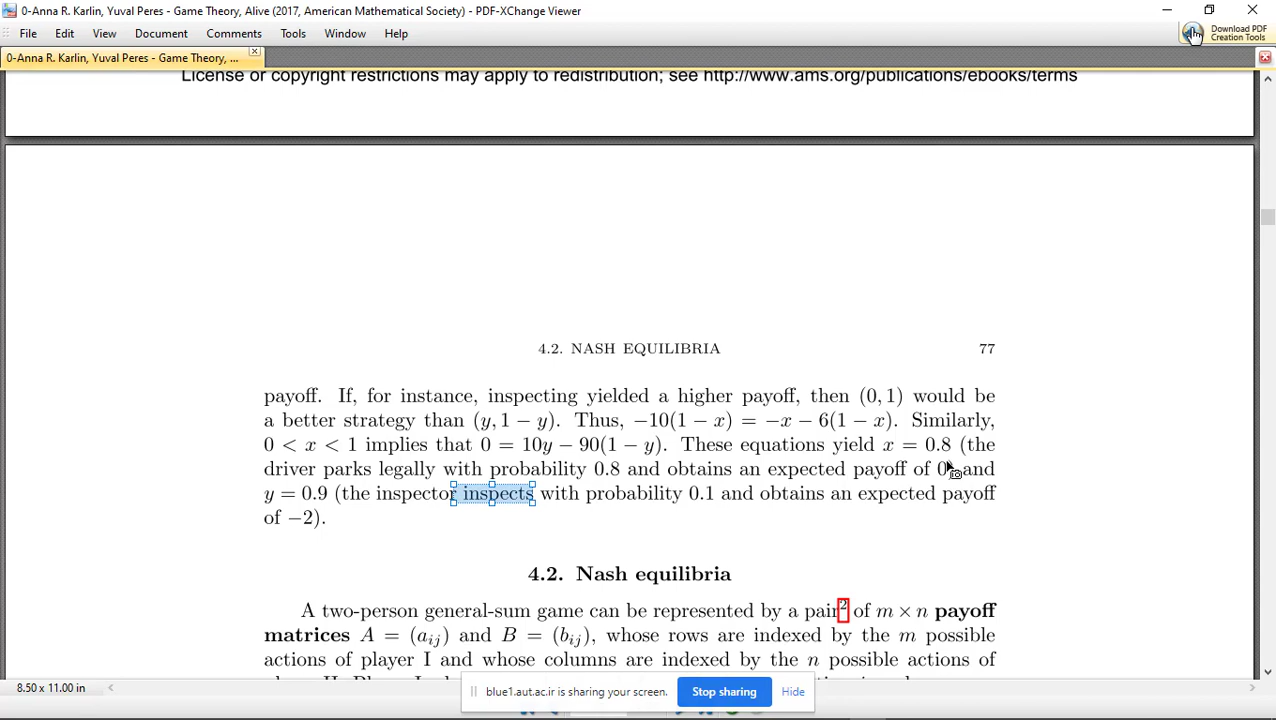 0-Anna R. Karlin, Yuval Peres - Game Theory, Alive (2017, American Mathematical Society) - PDF-XChange Viewer
File Edit View Document Comments Tools Window Help
Download PDF
Creation Tools
0-Anna R. Karlin, Yuval Peres - Game Theory, ...
License or copyright restrictions may apply to redistribution; see http://www.ams.org/publications/ebooks/terms
4.2. NASH EQUILIBRIA 77
payoff. If, for instance, inspecting yielded a higher payoff, then (0, 1) would be
a better strategy than (y, 1 − y). Thus, −10(1 − x) = −x − 6(1 − x). Similarly,
0 < x < 1 implies that 0 = 10y − 90(1 − y). These equations yield x = 0.8 (the
driver parks legally with probability 0.8 and obtains an expected payoff of 0) and
y = 0.9 (the inspector inspects with probability 0.1 and obtains an expected payoff
of −2).
4.2. Nash equilibria
A two-person general-sum game can be represented by a pair² of m × n payoff
matrices A = (aij) and B = (bij), whose rows are indexed by the m possible
actions of player I and whose columns are indexed by the n possible actions of
8.50 x 11.00 in
blue1.aut.ac.ir is sharing your screen.
Stop sharing
Hide